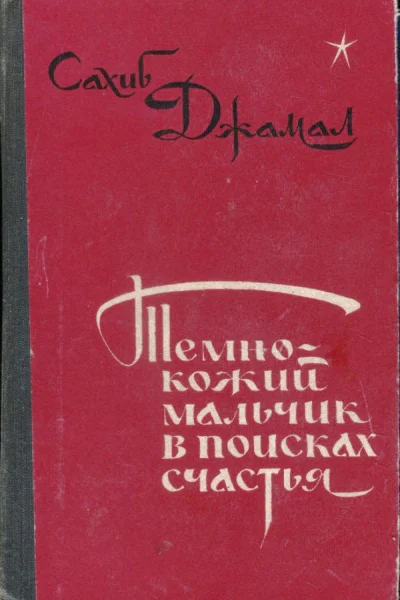 Сахиб
Джамал
Темно-
кожий
мальчик
в поисках
счастья